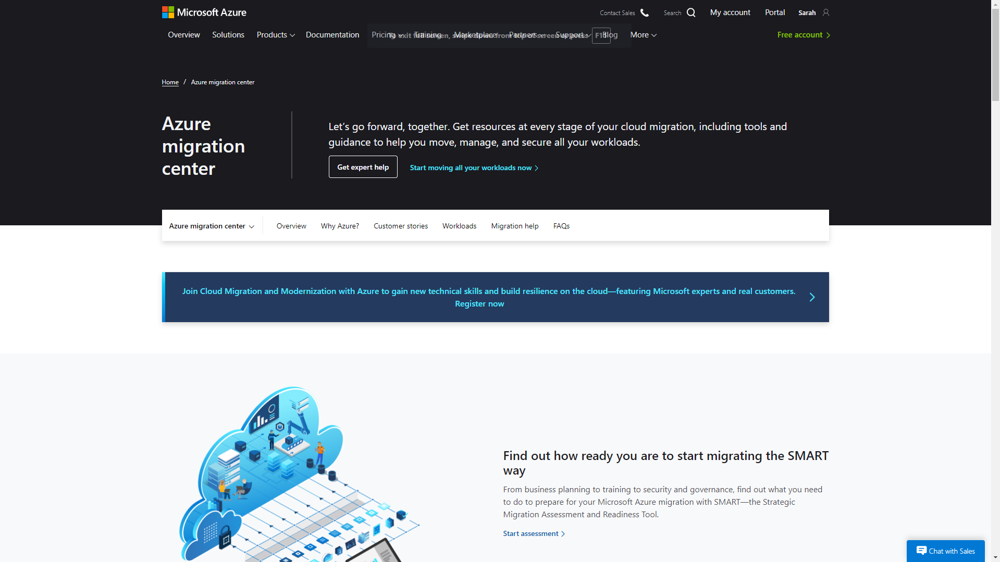 Microsoft Azure
Contact Sales
Search
My account
Portal
Sarah
Overview
Solutions
Products
Documentation
Pricing
Training
Marketplace
Partners
Support
Blog
More
Free account
To exit full screen, swipe down from top of screen or press F11
Home / Azure migration center
Azure
migration
center
Let’s go forward, together. Get resources at every stage of your cloud migration, including tools and
guidance to help you move, manage, and secure all your workloads.
Get expert help
Start moving all your workloads now
Azure migration center
Overview
Why Azure?
Customer stories
Workloads
Migration help
FAQs
Join Cloud Migration and Modernization with Azure to gain new technical skills and build resilience on the cloud—featuring Microsoft experts and real customers.
Register now
Find out how ready you are to start migrating the SMART
way
From business planning to training to security and governance, find out what you need
to do to prepare for your Microsoft Azure migration with SMART—the Strategic
Migration Assessment and Readiness Tool.
Start assessment
Chat with Sales